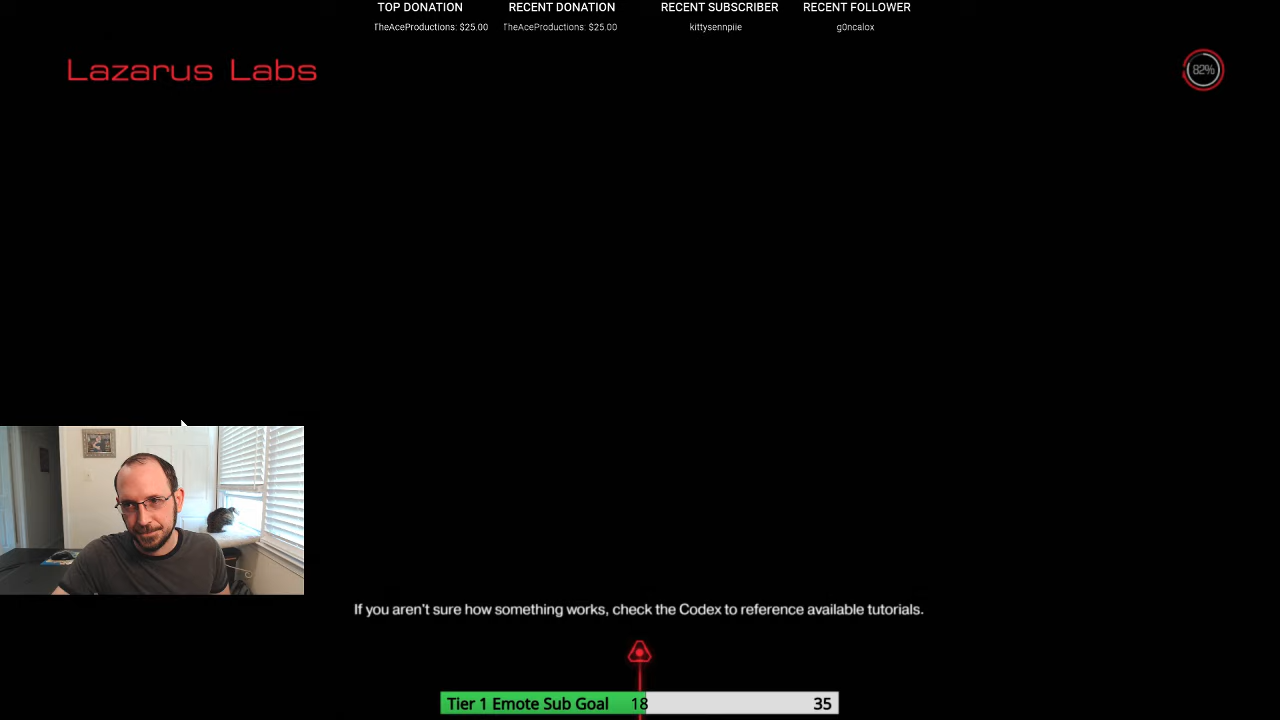 TOP DONATION RECENT DONATION RECENT SUBSCRIBER RECENT FOLLOWER
TheAceProductions: $25.00 TheAceProductions: $25.00 kittysennpiie g0ncalox
Lazarus Labs
82%
If you aren't sure how something works, check the Codex to reference available tutorials.
Tier 1 Emote Sub Goal 18 35